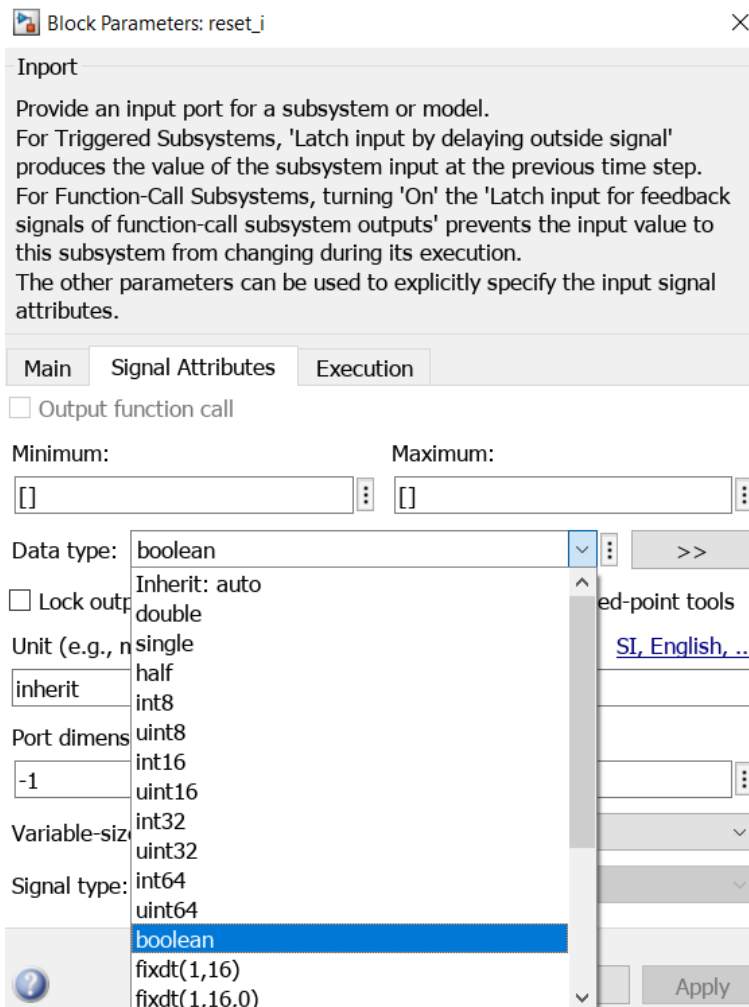 Block Parameters: reset_i
Inport
Provide an input port for a subsystem or model.
For Triggered Subsystems, 'Latch input by delaying outside signal'
produces the value of the subsystem input at the previous time step.
For Function-Call Subsystems, turning 'On' the 'Latch input for feedback
signals of function-call subsystem outputs' prevents the input value to
this subsystem from changing during its execution.
The other parameters can be used to explicitly specify the input signal
attributes.
Main Signal Attributes Execution
Output function call
Minimum: Maximum:
[] []
Data type: boolean >>
Inherit: auto
Lock outp ed-point tools
double
Unit (e.g., m single SI, English, ..
half
inherit int8
uint8
Port dimens
int16
-1 uint16
int32
Variable-size
uint32
Signal type: int64
uint64
boolean
fixdt(1,16)
Apply
fixdt(1,16,0)